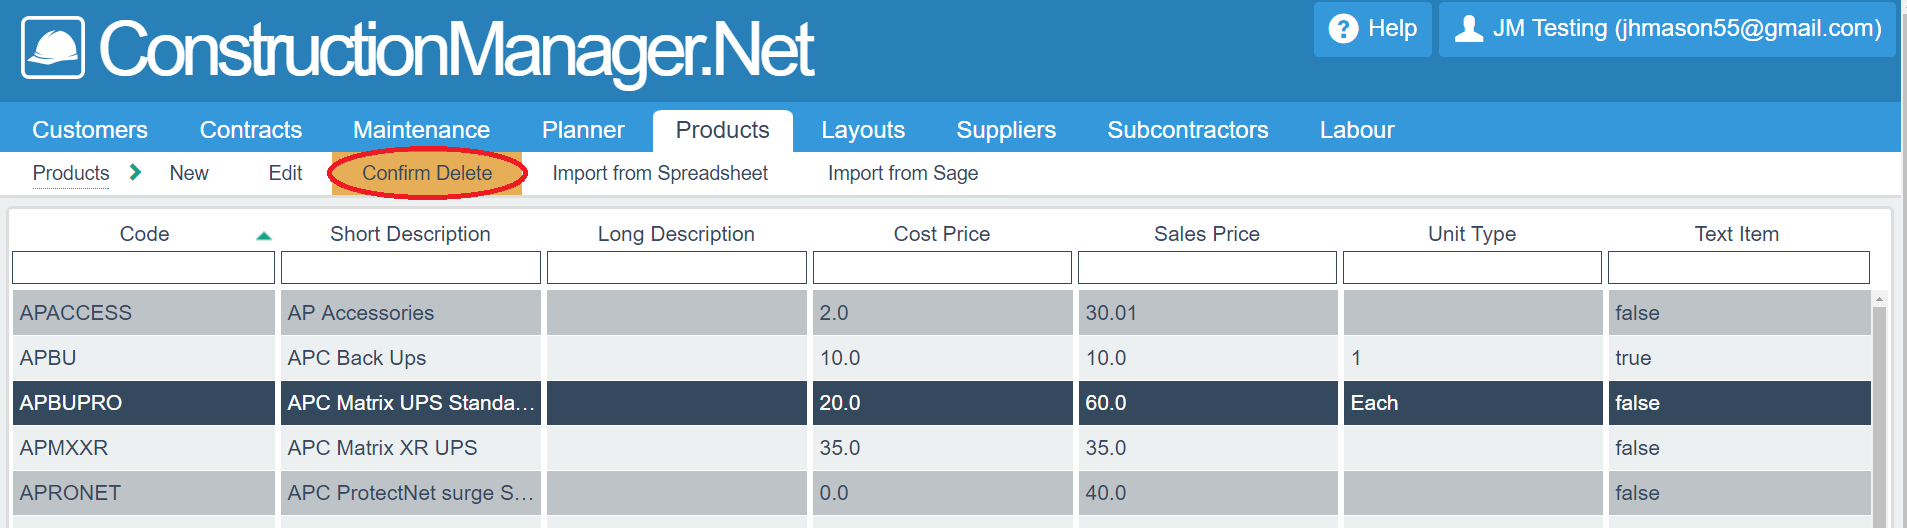 ConstructionManager.Net
? Help JM Testing (jhmason55@gmail.com)
Customers Contracts Maintenance Planner Products Layouts Suppliers Subcontractors Labour
Products New Edit Confirm Delete Import from Spreadsheet Import from Sage
Code Short Description Long Description Cost Price Sales Price Unit Type Text Item
APACCESS AP Accessories 2.0 30.01 false
APBU APC Back Ups 10.0 10.0 1 true
APBUPRO APC Matrix UPS Standa... 20.0 60.0 Each false
APMXXR APC Matrix XR UPS 35.0 35.0 false
APRONET APC ProtectNet surge S... 0.0 40.0 false